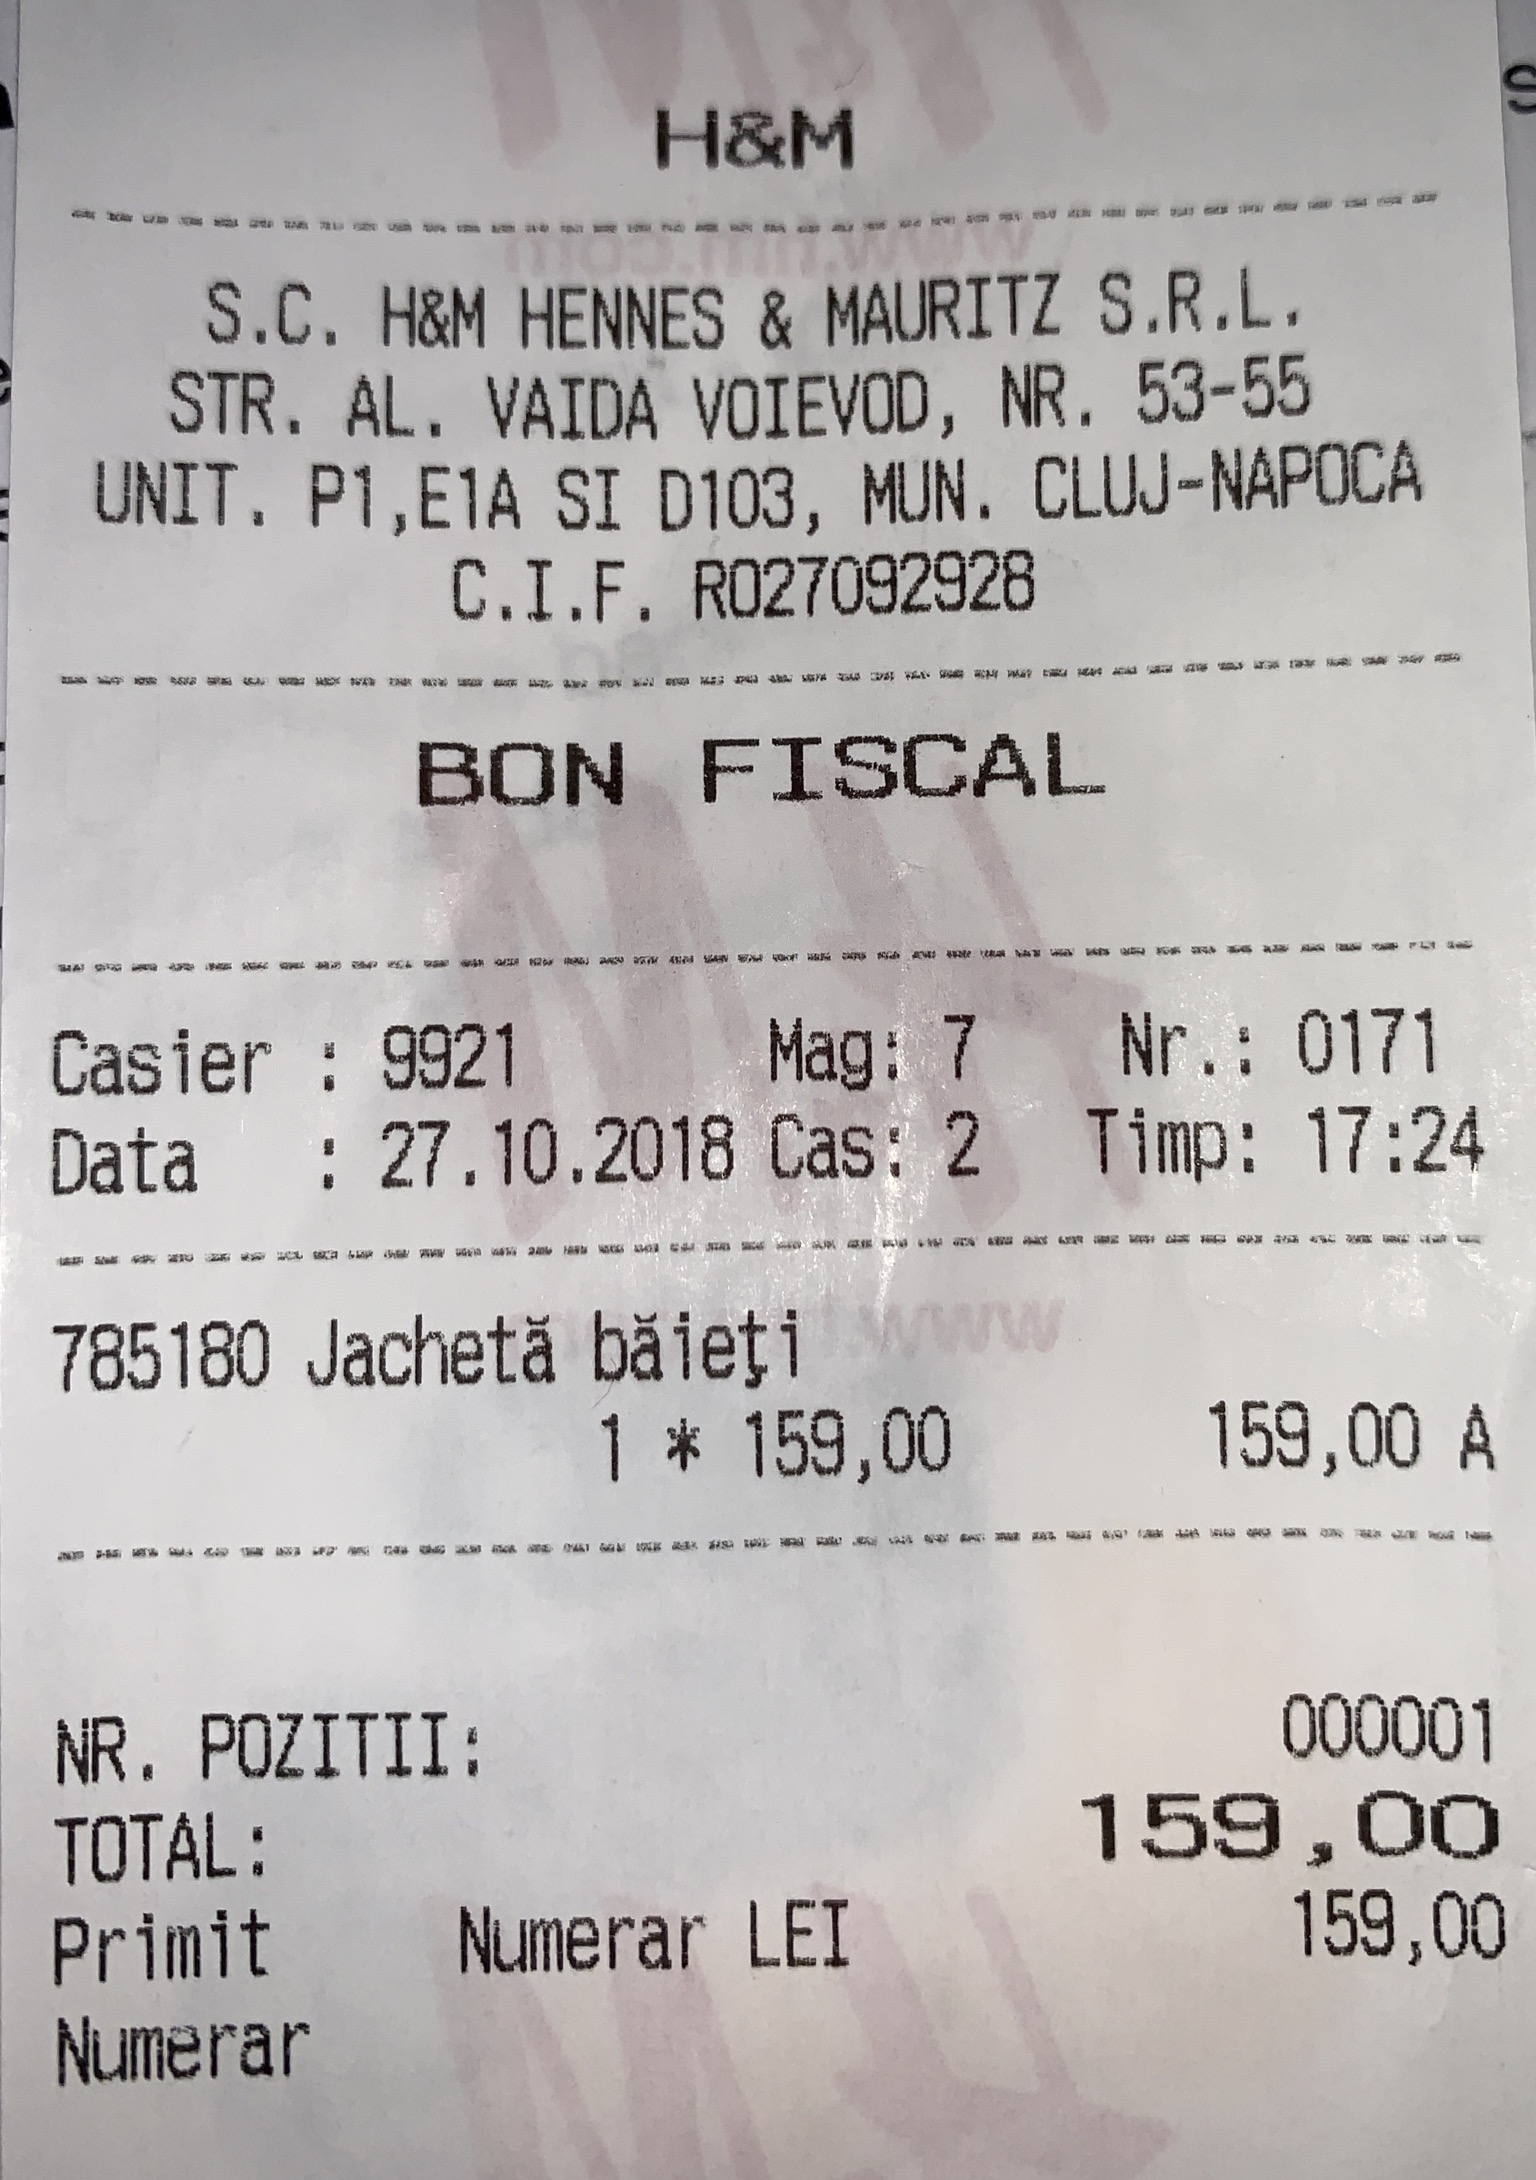 H&M
S.C. H&M HENNES & MAURITZ S.R.L.
STR. AL. VAIDA VOIEVOD, NR. 53-55
UNIT. P1,E1A SI D103, MUN. CLUJ-NAPOCA
C.I.F. RO27092928
BON FISCAL
Casier : 9921 Mag: 7 Nr.: 0171
Data : 27.10.2018 Cas: 2 Timp: 17:24
785180 Jachetă băieţi
1 * 159,00 159,00 A
NR. POZITII: 000001
TOTAL: 159,00
Primit Numerar LEI 159,00
Numerar